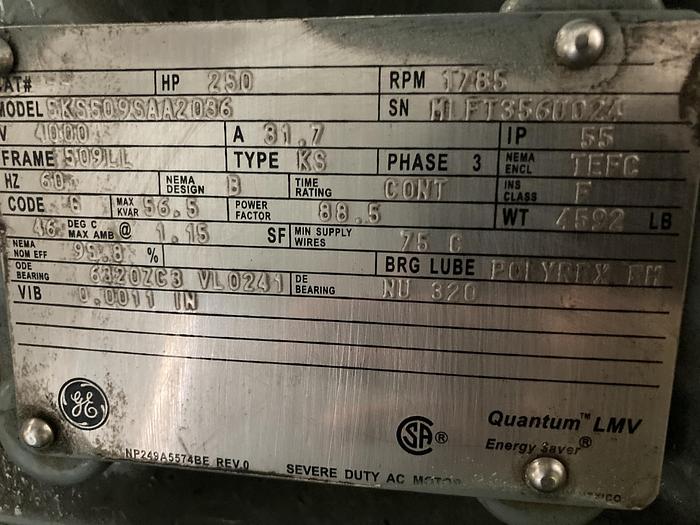 CAT# HP 250 RPM 1785
MODEL 5KS509SAA2036 SN
V 4000 A 31.7 IP 55
FRAME 509LL TYPE KS PHASE 3 NEMA ENCL TEFC
HZ 60 NEMA DESIGN B TIME RATING CONT INS CLASS F
CODE G MAX KVAR 56.5 POWER FACTOR 88.5 WT 4592 LB
DEG C MAX AMB @ 1.15 SF MIN SUPPLY WIRES 75 C
NEMA NOM EFF 95.8 % BRG LUBE POLYREX EM
ODE BEARING 6320ZC3 VL0241 DE BEARING NU 320
VIB 0.0011 IN
GE
SA ® Quantum™ LMV
Energy Saver®
NP249A5574BE REV.0 SEVERE DUTY AC MOTOR MEXICO